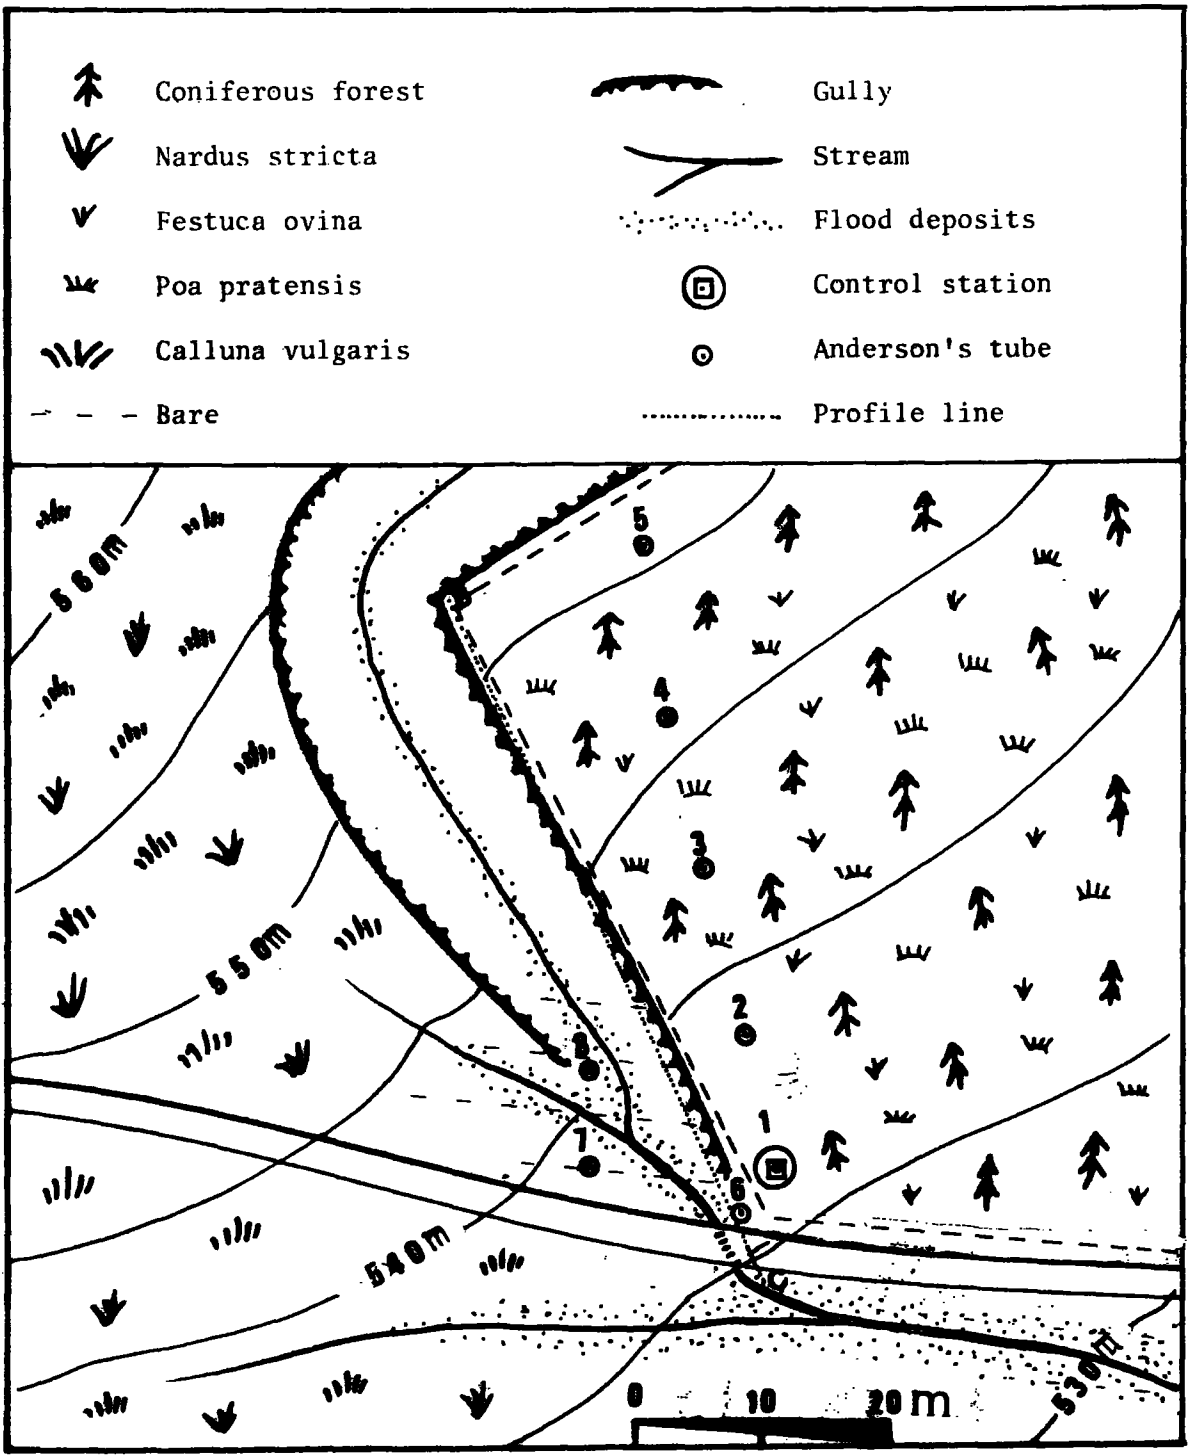 Coniferous forest
Nardus stricta
Festuca ovina
Poa pratensis
Calluna vulgaris
Bare
Gully
Stream
Flood deposits
Control station
Anderson's tube
Profile line
5
560m
4
3
550m
2
8
1
7
6
540m
530m
0 10 20 m